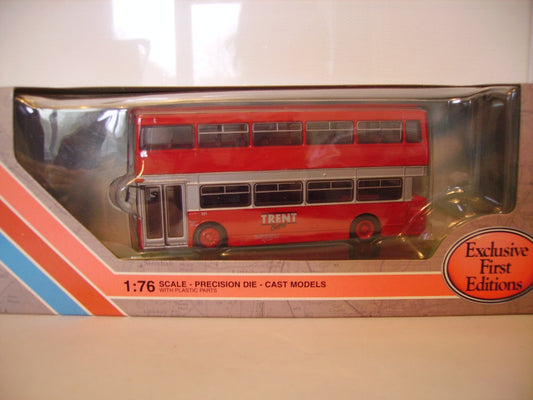 TRENT
1:76 SCALE - PRECISION DIE - CAST MODELS
WITH PLASTIC PARTS
Exclusive
First
Editions